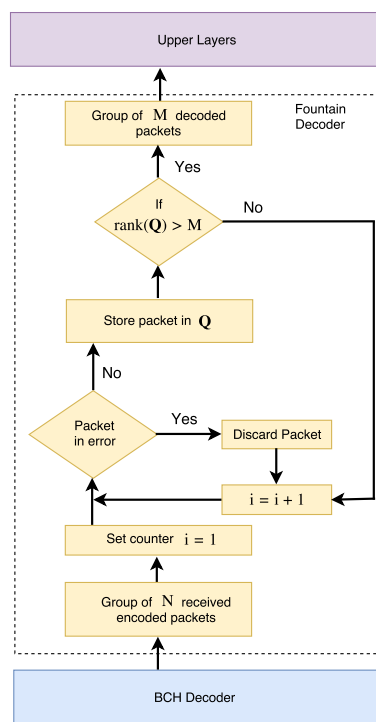 Upper Layers
Fountain
Decoder
Group of M decoded
packets
Yes
If
rank(Q) > M
No
Store packet in Q
No
Packet
in error
Yes
Discard Packet
i = i + 1
Set counter i = 1
Group of N received
encoded packets
BCH Decoder